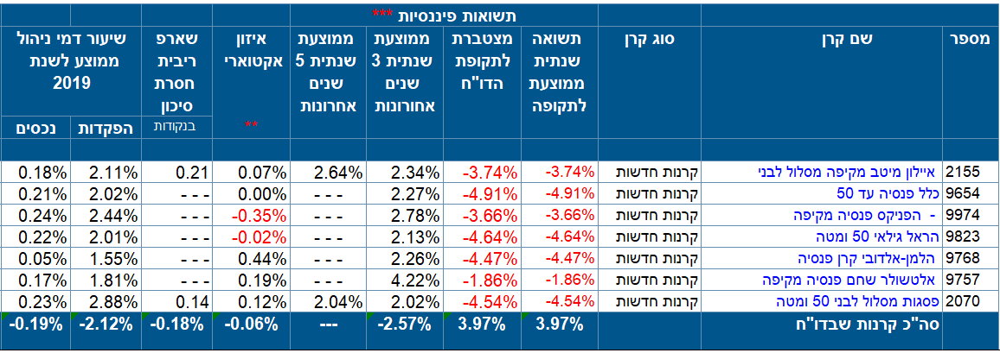 תשואות פיננסיות ***
מספר שם קרן סוג קרן תשואה שנתית ממוצעת לתקופה מצטברת לתקופת הדו"ח ממוצעת שנתית 3 שנים אחורונות ממוצעת שנתית 5 שנים אחרונות איזון אקטוארי ** שארפ ריבית חסרת סיכון שיעור דמי ניהול ממוצע לשנת 2019
בנקודות הפקדות נכסים
2155 איילון מיטב מקיפה מסלול לבני קרנות חדשות -3.74% -3.74% 2.34% 2.64% 0.07% 0.21 2.11% 0.18%
9654 כלל פנסיה עד 50 קרנות חדשות -4.91% -4.91% 2.27% - - - 0.00% - - - 2.02% 0.21%
9974 - הפניקס פנסיה מקיפה קרנות חדשות -3.66% -3.66% 2.78% - - - -0.35% - - - 2.44% 0.24%
9823 הראל גילאי 50 ומטה קרנות חדשות -4.64% -4.64% 2.13% - - - -0.02% - - - 2.01% 0.22%
9768 הלמן-אלדובי קרן פנסיה קרנות חדשות -4.47% -4.47% 2.26% - - - 0.44% - - - 1.55% 0.05%
9757 אלטשולר שחם פנסיה מקיפה קרנות חדשות -1.86% -1.86% 4.22% - - - 0.19% - - - 1.81% 0.17%
2070 פסגות מסלול לבני 50 ומטה קרנות חדשות -4.54% -4.54% 2.02% 2.04% 0.12% 0.14 2.88% 0.23%
סה"כ קרנות שבדו"ח 3.97% 3.97% -2.57% --- -0.06% -0.18% -2.12% -0.19%